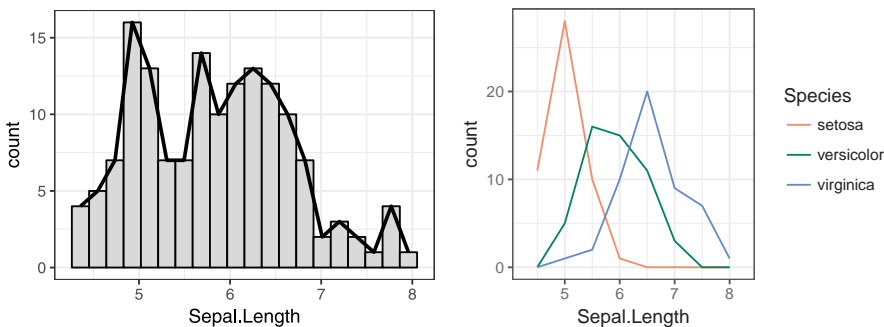 count
15
10
5
0
5
6
7
8
Sepal.Length
count
20
10
0
5
6
7
8
Sepal.Length
Species
setosa
versicolor
virginica